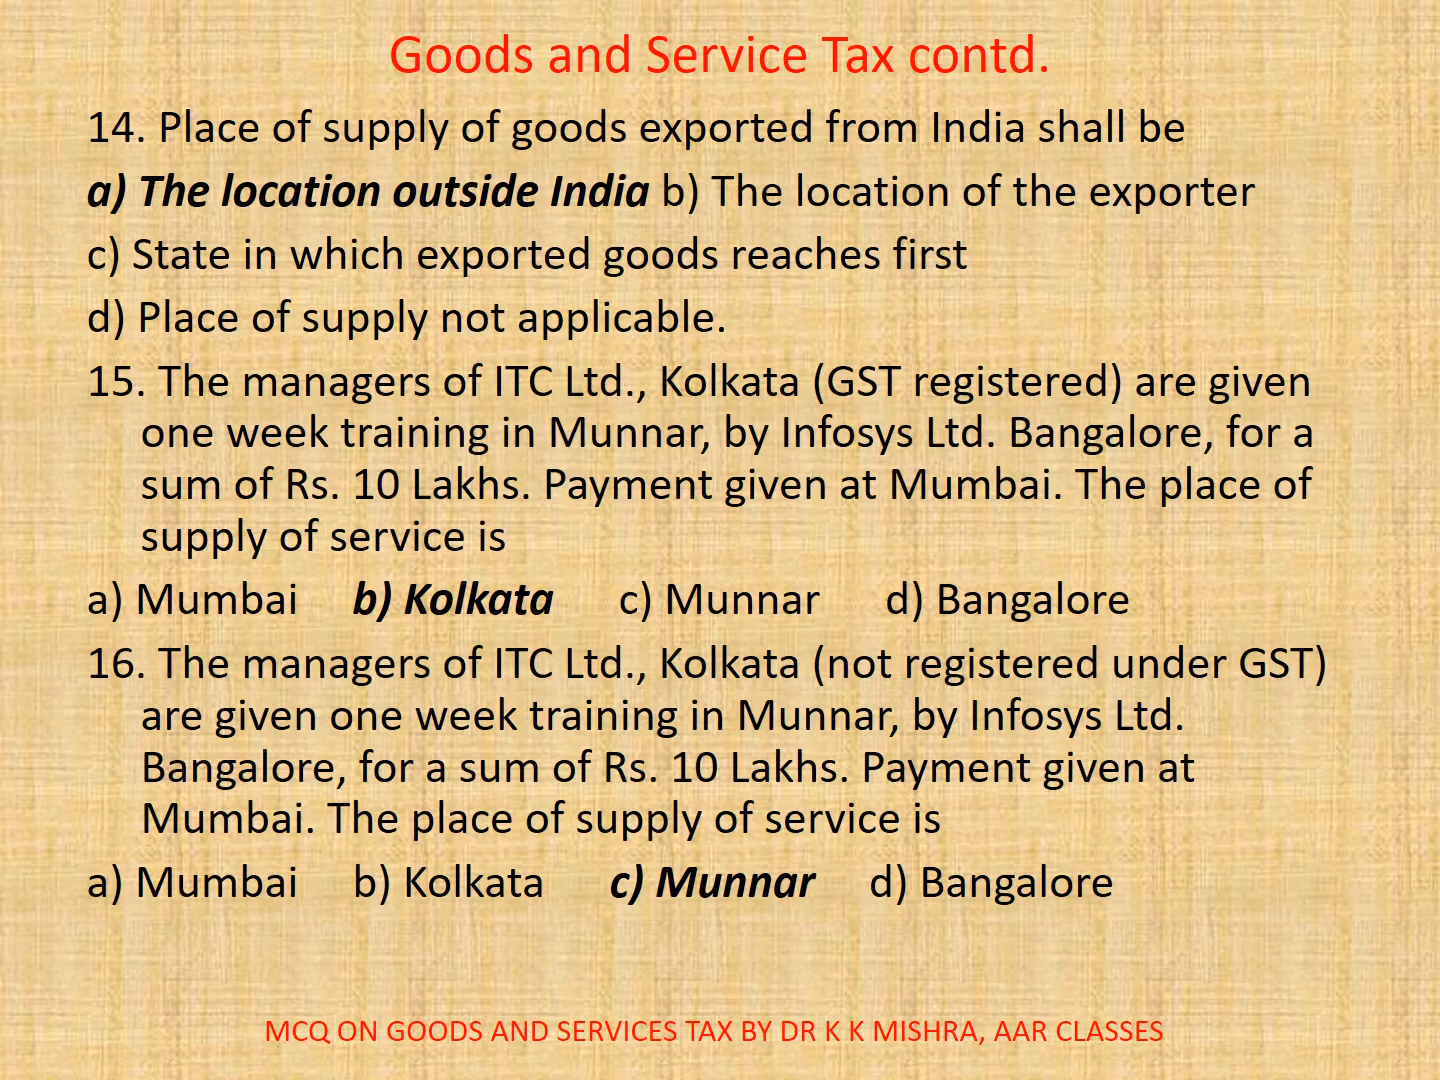 Goods and Service Tax contd.
14. Place of supply of goods exported from India shall be
a) The location outside India b) The location of the exporter
c) State in which exported goods reaches first
d) Place of supply not applicable.
15. The managers of ITC Ltd., Kolkata (GST registered) are given
one week training in Munnar, by Infosys Ltd. Bangalore, for a
sum of Rs. 10 Lakhs. Payment given at Mumbai. The place of
supply of service is
a) Mumbai b) Kolkata c) Munnar d) Bangalore
16. The managers of ITC Ltd., Kolkata (not registered under GST)
are given one week training in Munnar, by Infosys Ltd.
Bangalore, for a sum of Rs. 10 Lakhs. Payment given at
Mumbai. The place of supply of service is
a) Mumbai b) Kolkata c) Munnar d) Bangalore
MCQ ON GOODS AND SERVICES TAX BY DR K K MISHRA, AAR CLASSES